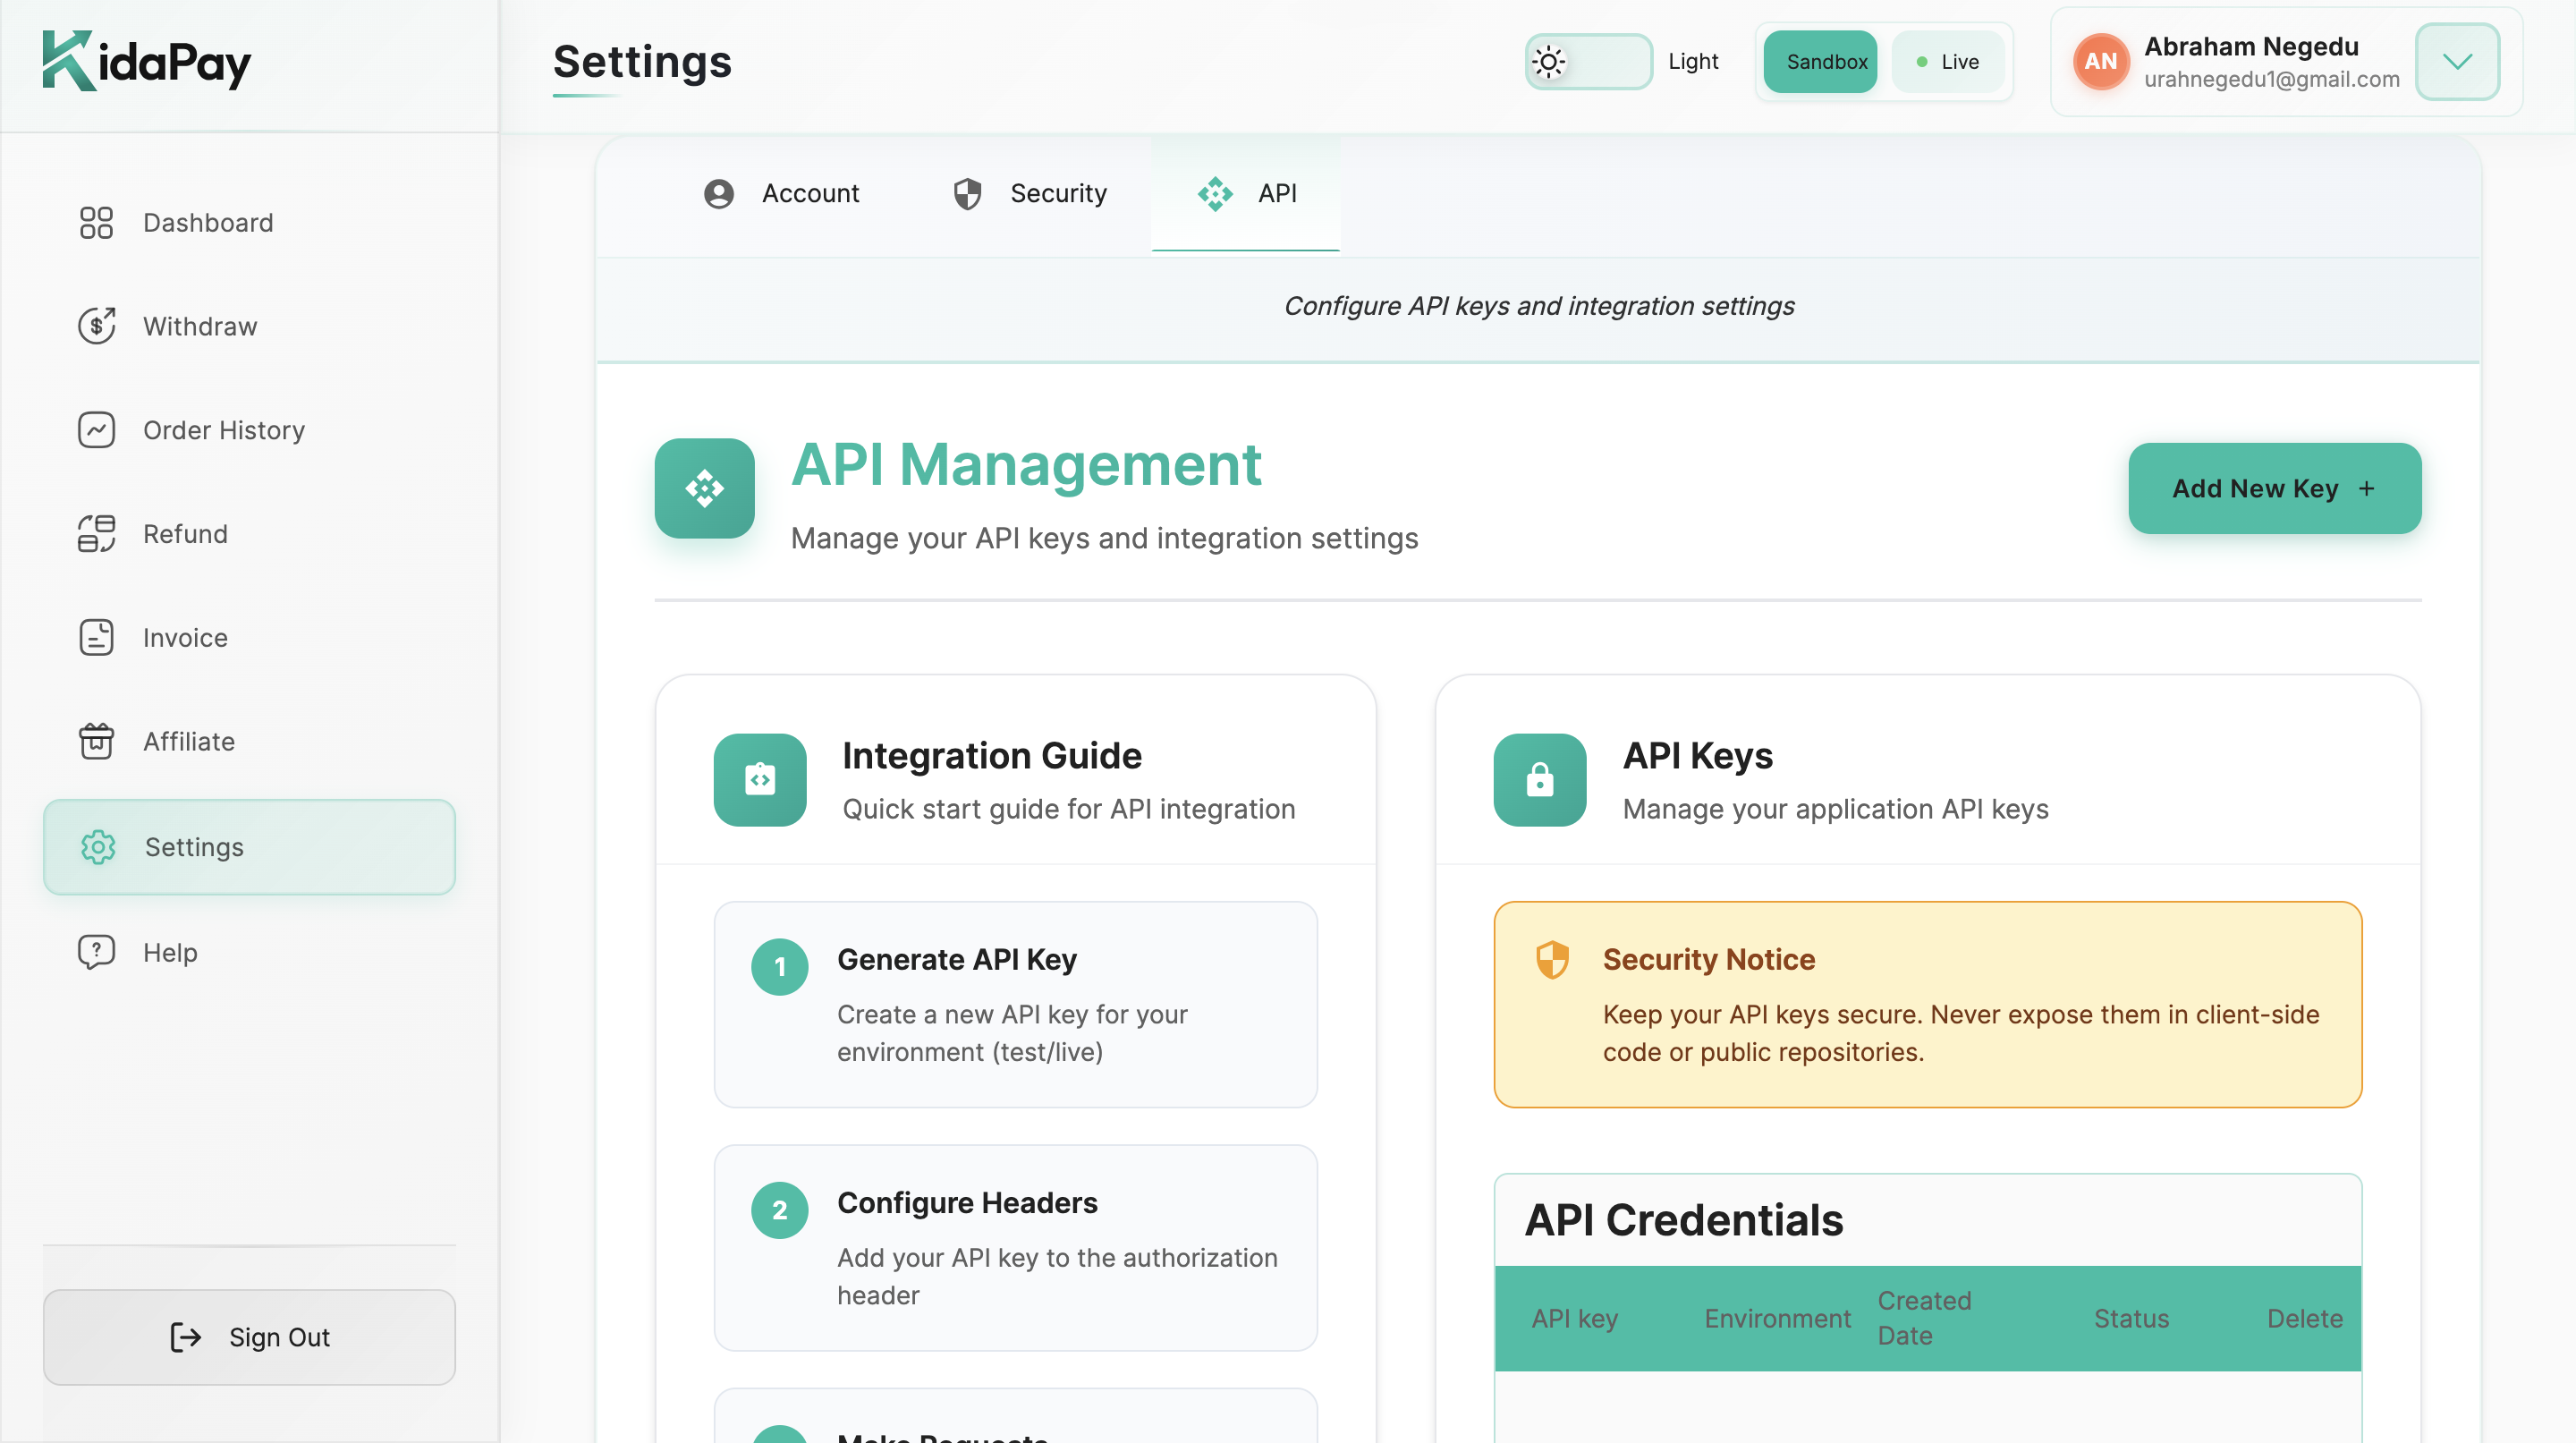 KidaPay
Settings
Light
Sandbox
Live
AN
Abraham Negedu
urahnegedu1@gmail.com
Dashboard
Withdraw
Order History
Refund
Invoice
Affiliate
Settings
Help
Sign Out
Account
Security
API
Configure API keys and integration settings
API Management
Manage your API keys and integration settings
Add New Key +
Integration Guide
Quick start guide for API integration
1
Generate API Key
Create a new API key for your
environment (test/live)
2
Configure Headers
Add your API key to the authorization
header
Make Requests
API Keys
Manage your application API keys
Security Notice
Keep your API keys secure. Never expose them in client-side
code or public repositories.
API Credentials
API key
Environment
Created
Date
Status
Delete